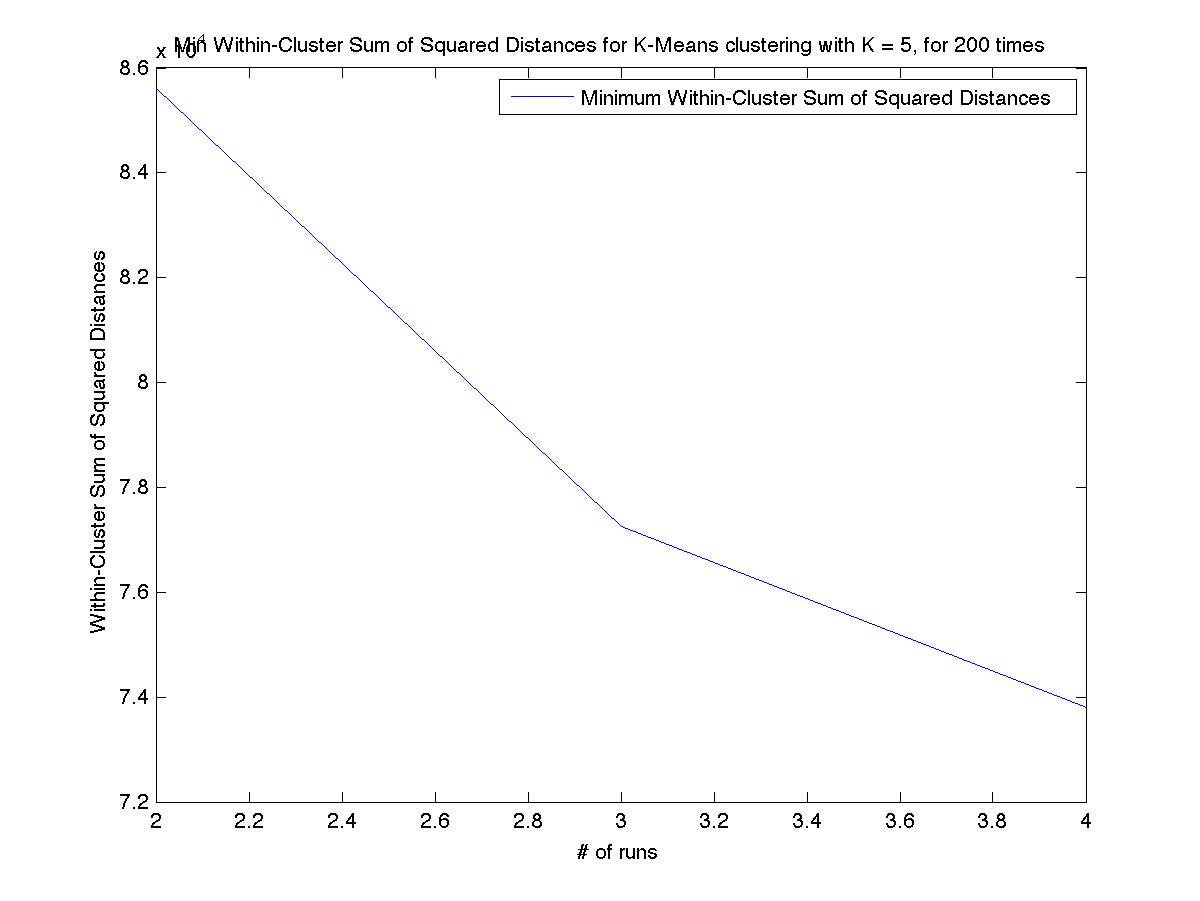 Min Within-Cluster Sum of Squared Distances for K-Means clustering with K = 5, for 200 times
x 10^4
Minimum Within-Cluster Sum of Squared Distances
8.6
8.4
8.2
8
7.8
7.6
7.4
7.2
Within-Cluster Sum of Squared Distances
2 2.2 2.4 2.6 2.8 3 3.2 3.4 3.6 3.8 4
# of runs